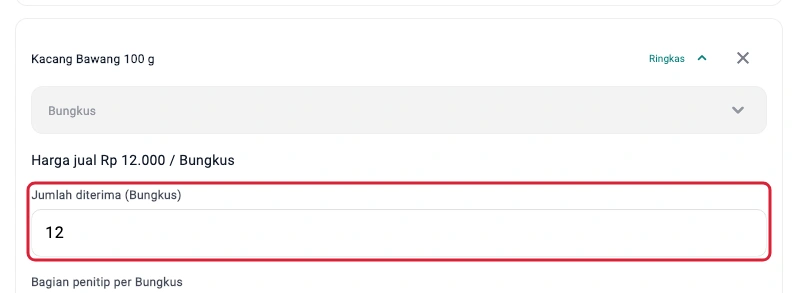 Kacang Bawang 100 g
Ringkas
Bungkus
Harga jual Rp 12.000 / Bungkus
Jumlah diterima (Bungkus)
12
Bagian penitip per Bungkus